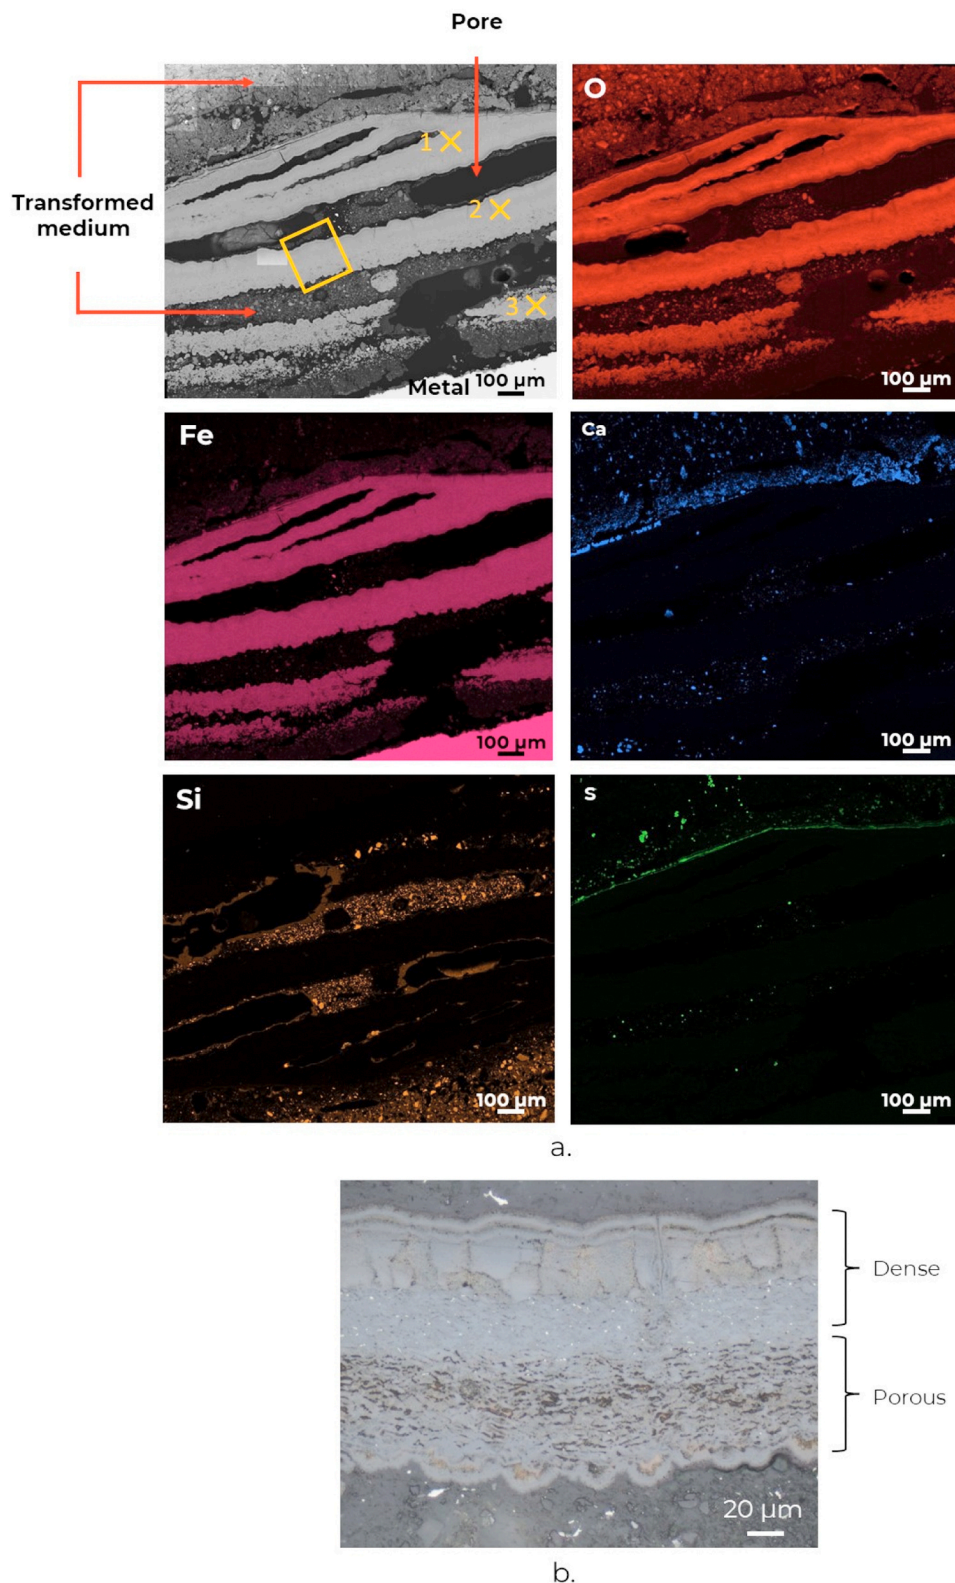 Pore
Transformed
medium
1
2
3
Metal
100 µm
O
100 µm
Fe
100 µm
Ca
100 µm
Si
100 µm
S
100 µm
a.
Dense
Porous
20 µm
b.